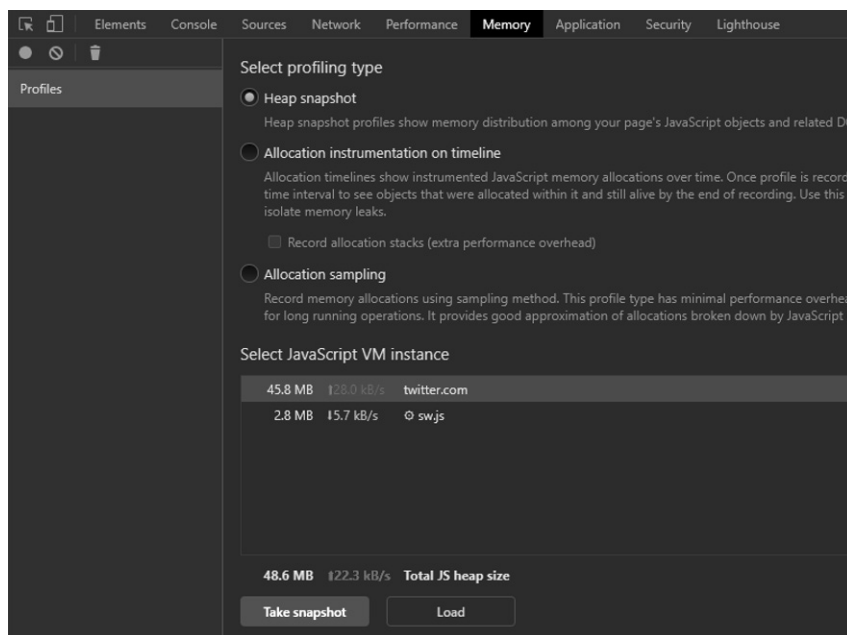 Elements Console Sources Network Performance Memory Application Security Lighthouse
Profiles
Select profiling type
Heap snapshot
Heap snapshot profiles show memory distribution among your page's JavaScript objects and related D
Allocation instrumentation on timeline
Allocation timelines show instrumented JavaScript memory allocations over time. Once profile is record
time interval to see objects that were allocated within it and still alive by the end of recording. Use this
isolate memory leaks.
Record allocation stacks (extra performance overhead)
Allocation sampling
Record memory allocations using sampling method. This profile type has minimal performance overhea
for long running operations. It provides good approximation of allocations broken down by JavaScript
Select JavaScript VM instance
45.8 MB ↑28.0 kB/s twitter.com
2.8 MB ↓5.7 kB/s ⚙ sw.js
48.6 MB ↑22.3 kB/s Total JS heap size
Take snapshot Load